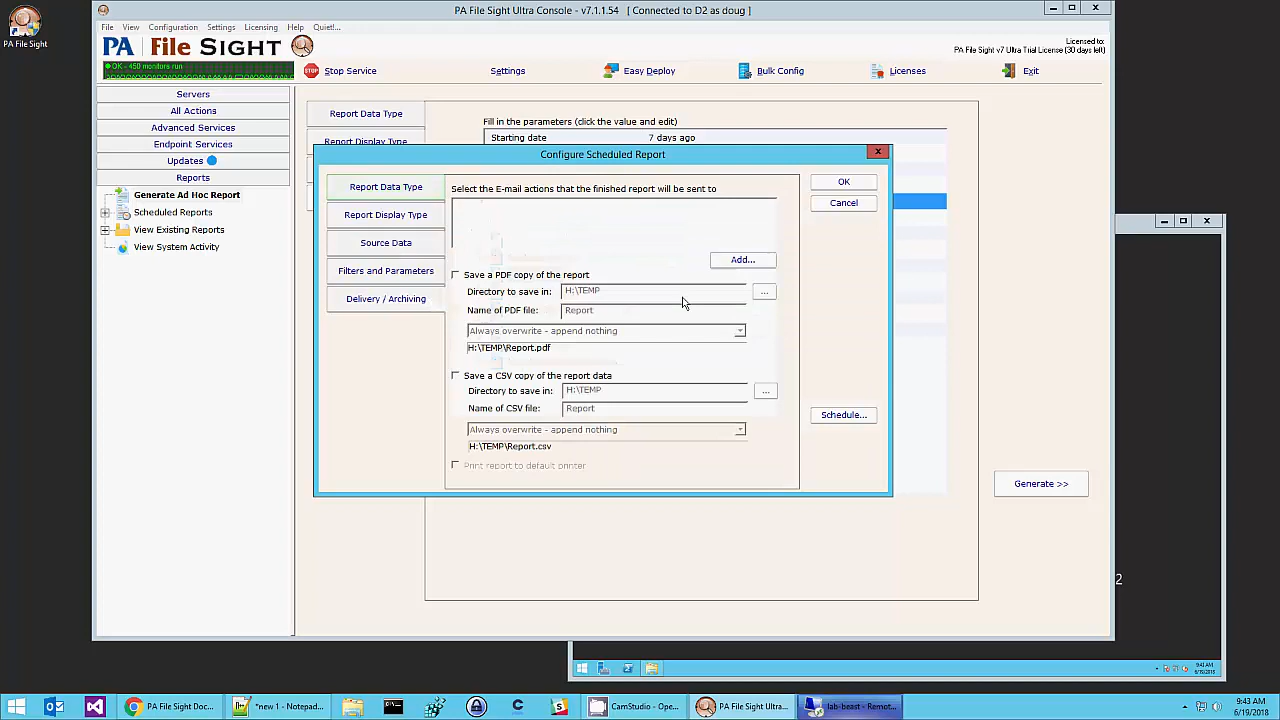 PA File Sight
PA File Sight Ultra Console - v7.1.1.54 [ Connected to D2 as doug ]
File View Configuration Settings Licensing Help Quiet!...
PA File Sight
Licensed to:
PA File Sight v7 Ultra Trial License (30 days left)
OK - 450 monitors run
STOP Stop Service
Settings
Easy Deploy
Bulk Config
Licenses
Exit
Servers
All Actions
Advanced Services
Endpoint Services
Updates
Reports
Generate Ad Hoc Report
Scheduled Reports
View Existing Reports
View System Activity
Report Data Type
Report Display Type
Fill in the parameters (click the value and edit)
Starting date 7 days ago
Configure Scheduled Report
Report Data Type
Report Display Type
Source Data
Filters and Parameters
Delivery / Archiving
Select the E-mail actions that the finished report will be sent to
Add...
Save a PDF copy of the report
Directory to save in: H:\TEMP ...
Name of PDF file: Report
Always overwrite - append nothing
H:\TEMP\Report.pdf
Save a CSV copy of the report data
Directory to save in: H:\TEMP ...
Name of CSV file: Report
Always overwrite - append nothing
H:\TEMP\Report.csv
Print report to default printer
OK
Cancel
Schedule...
Generate >>
2
9:43 AM
6/19/2018
PA File Sight Doc...
*new 1 - Notepad...
CamStudio - Ope...
PA File Sight Ultra...
lab-beast - Remot...
9:43 AM
6/19/2018